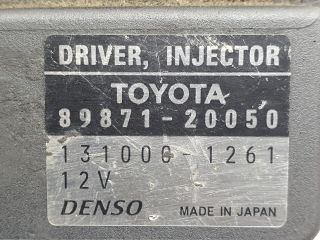 DRIVER, INJECTOR
TOYOTA
89871-20050
131000-1261
12V
DENSO MADE IN JAPAN